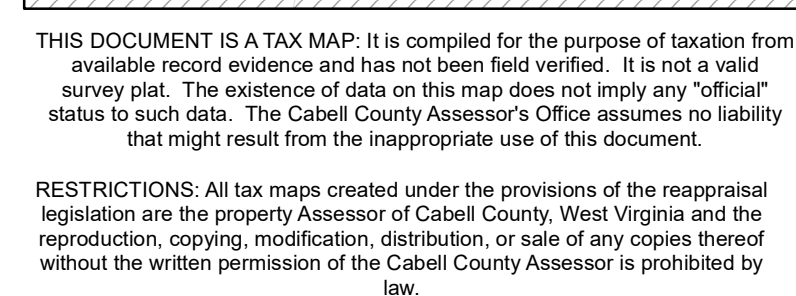 THIS DOCUMENT IS A TAX MAP: It is compiled for the purpose of taxation from
available record evidence and has not been field verified.  It is not a valid
survey plat.  The existence of data on this map does not imply any "official"
status to such data.  The Cabell County Assessor's Office assumes no liability
that might result from the inappropriate use of this document.

RESTRICTIONS: All tax maps created under the provisions of the reappraisal
legislation are the property Assessor of Cabell County, West Virginia and the
reproduction, copying, modification, distribution, or sale of any copies thereof
without the written permission of the Cabell County Assessor is prohibited by
law.